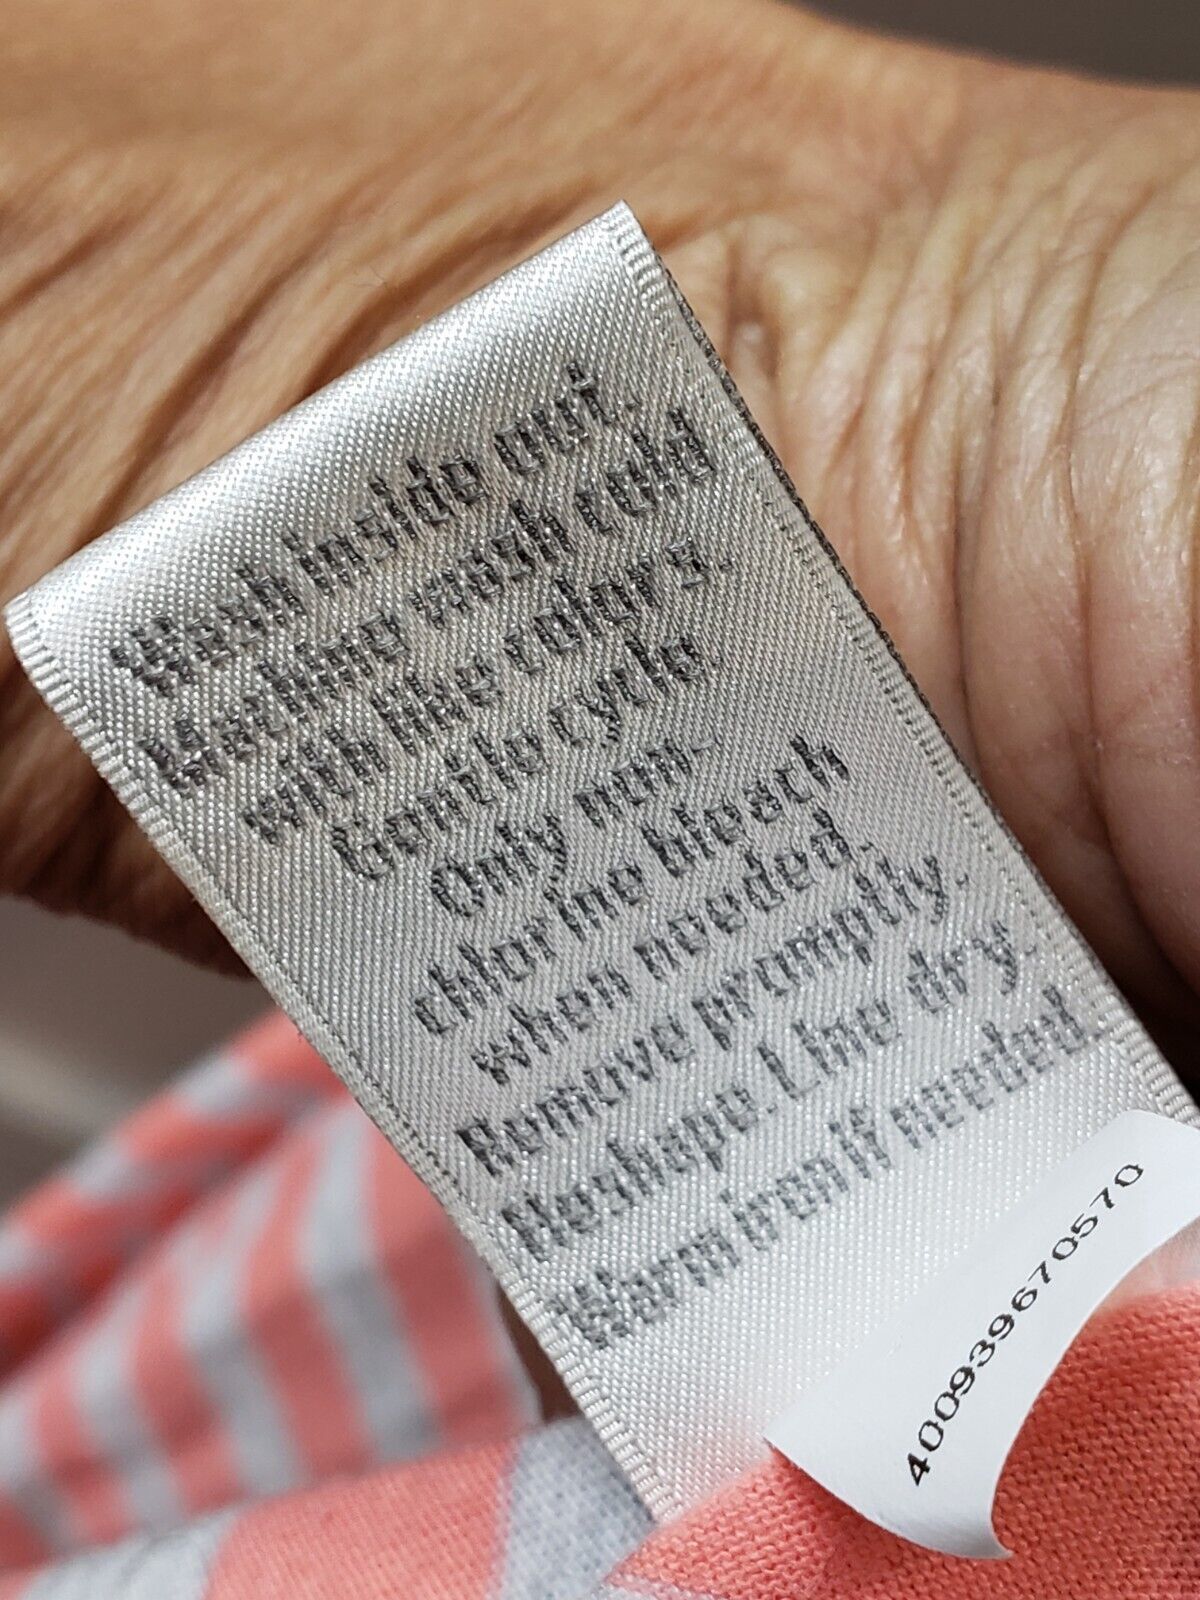 Wash inside out.
Machine wash cold
with like colors.
Gentle cycle.
Only non-
chlorine bleach
when needed.
Remove promptly.
Reshape. Line dry.
Warm iron if needed.
400939670570